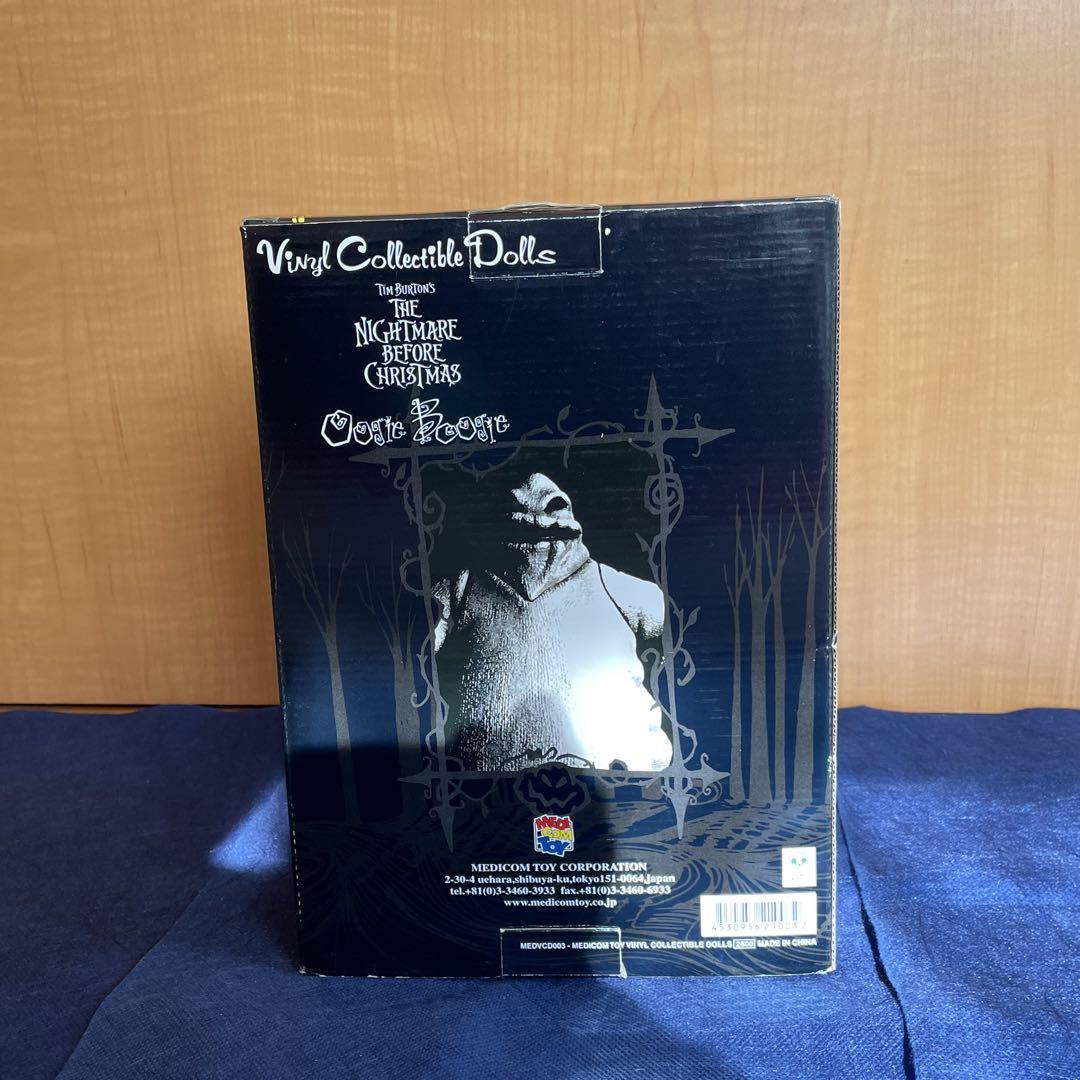 Vinyl Collectible Dolls
TIM BURTON'S
THE
NIGHTMARE
BEFORE
CHRISTMAS
Oogie Boogie
MEDI
COM
TOY
MEDICOM TOY CORPORATION
2-30-4 uehara,shibuya-ku,tokyo151-0064,Japan
tel.+81(0)3-3460-3933 fax.+81(0)3-3460-6933
www.medicomtoy.co.jp
MEDVCD003 - MEDICOM TOY VINYL COLLECTIBLE DOLLS 2800 MADE IN CHINA